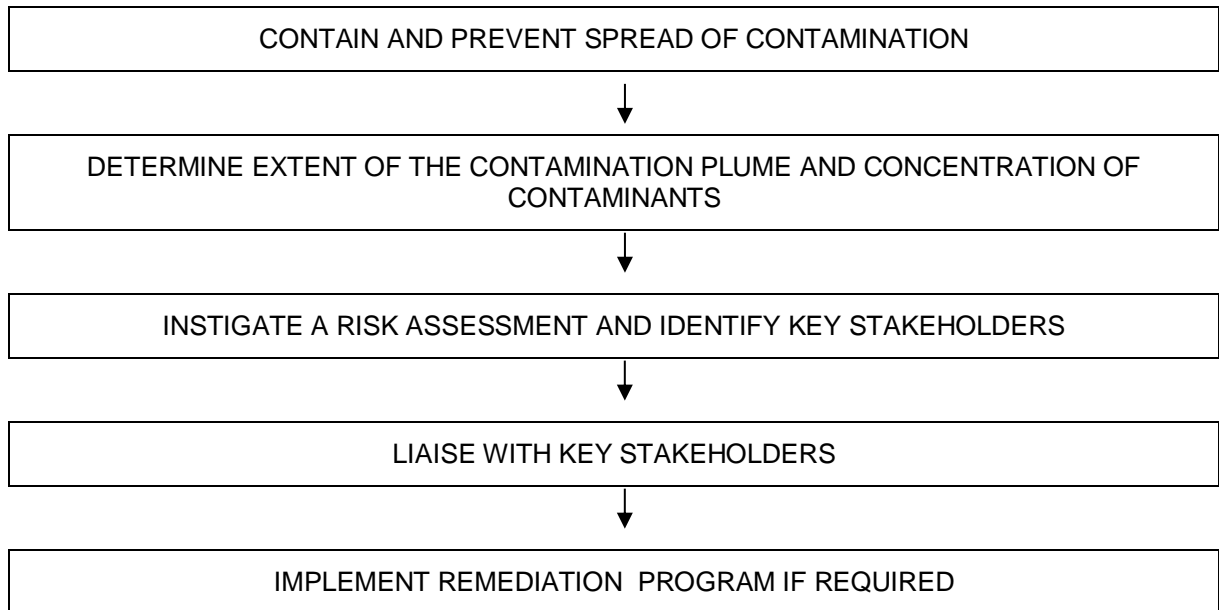 CONTAIN AND PREVENT SPREAD OF CONTAMINATION
DETERMINE EXTENT OF THE CONTAMINATION PLUME AND CONCENTRATION OF
CONTAMINANTS
INSTIGATE A RISK ASSESSMENT AND IDENTIFY KEY STAKEHOLDERS
LIAISE WITH KEY STAKEHOLDERS
IMPLEMENT REMEDIATION  PROGRAM IF REQUIRED